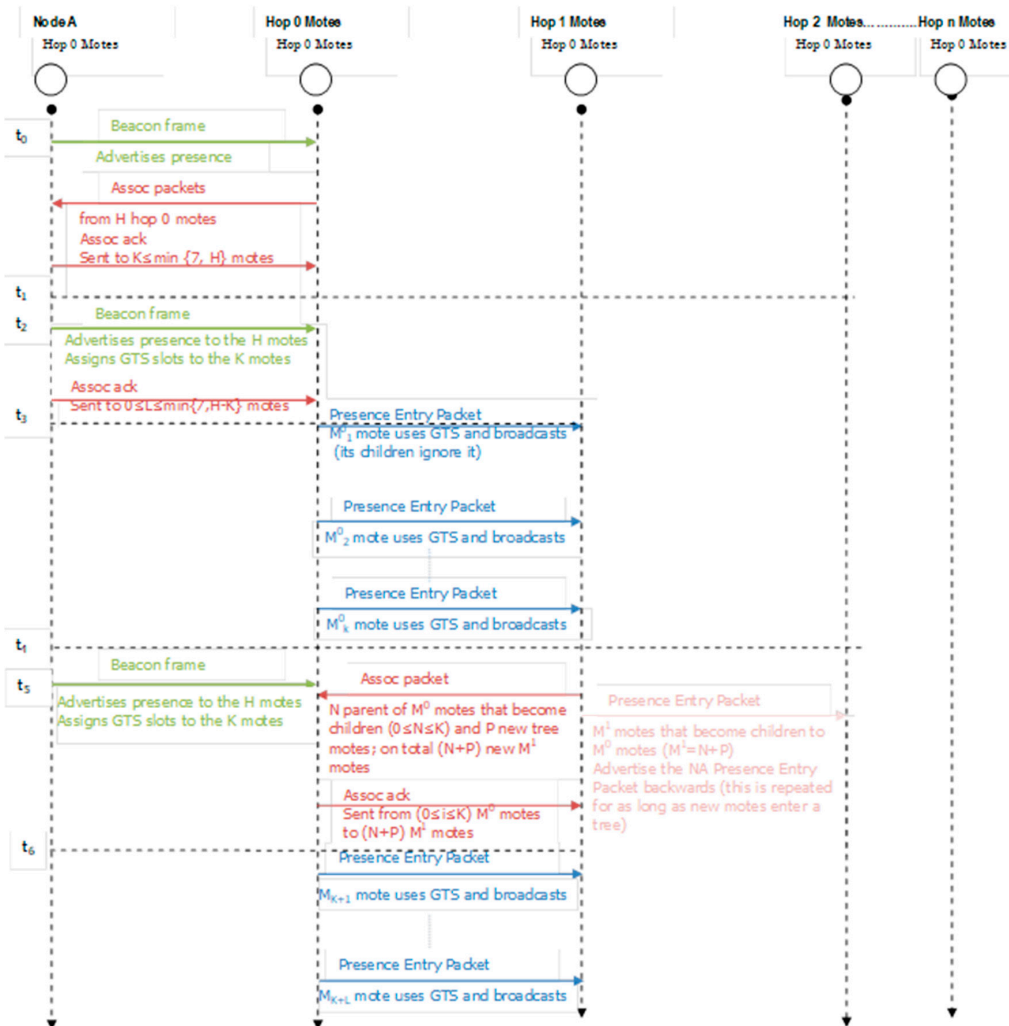 Node A
Hop 0 Motes
Hop 1 Motes
Hop 2 Motes............Hop n Motes
Hop 0 Motes
Hop 0 Motes
Hop 0 Motes
Hop 0 Motes
Hop 0 Motes
t0
Beacon frame
Advertises presence
Assoc packets
from H hop 0 motes
Assoc ack
Sent to K≤min {7, H} motes
t1
t2
Beacon frame
Advertises presence to the H motes
Assigns GTS slots to the K motes
Assoc ack
Sent to 0≤L≤min{7,H-K} motes
t3
Presence Entry Packet
M⁰₁ mote uses GTS and broadcasts
(its children ignore it)
Presence Entry Packet
M⁰₂ mote uses GTS and broadcasts
Presence Entry Packet
M⁰k mote uses GTS and broadcasts
t4
t5
Beacon frame
Advertises presence to the H motes
Assigns GTS slots to the K motes
Assoc packet
N parent of M⁰ motes that become
children (0≤N≤K) and P new tree
motes; on total (N+P) new M¹
motes
Presence Entry Packet
M¹ motes that become children to
M⁰ motes (M¹=N+P)
Advertise the NA Presence Entry
Packet backwards (this is repeated
for as long as new motes enter a
tree)
Assoc ack
Sent from (0≤i≤K) M⁰ motes
to (N+P) M¹ motes
t6
Presence Entry Packet
MK+1 mote uses GTS and broadcasts
Presence Entry Packet
MK+L mote uses GTS and broadcasts